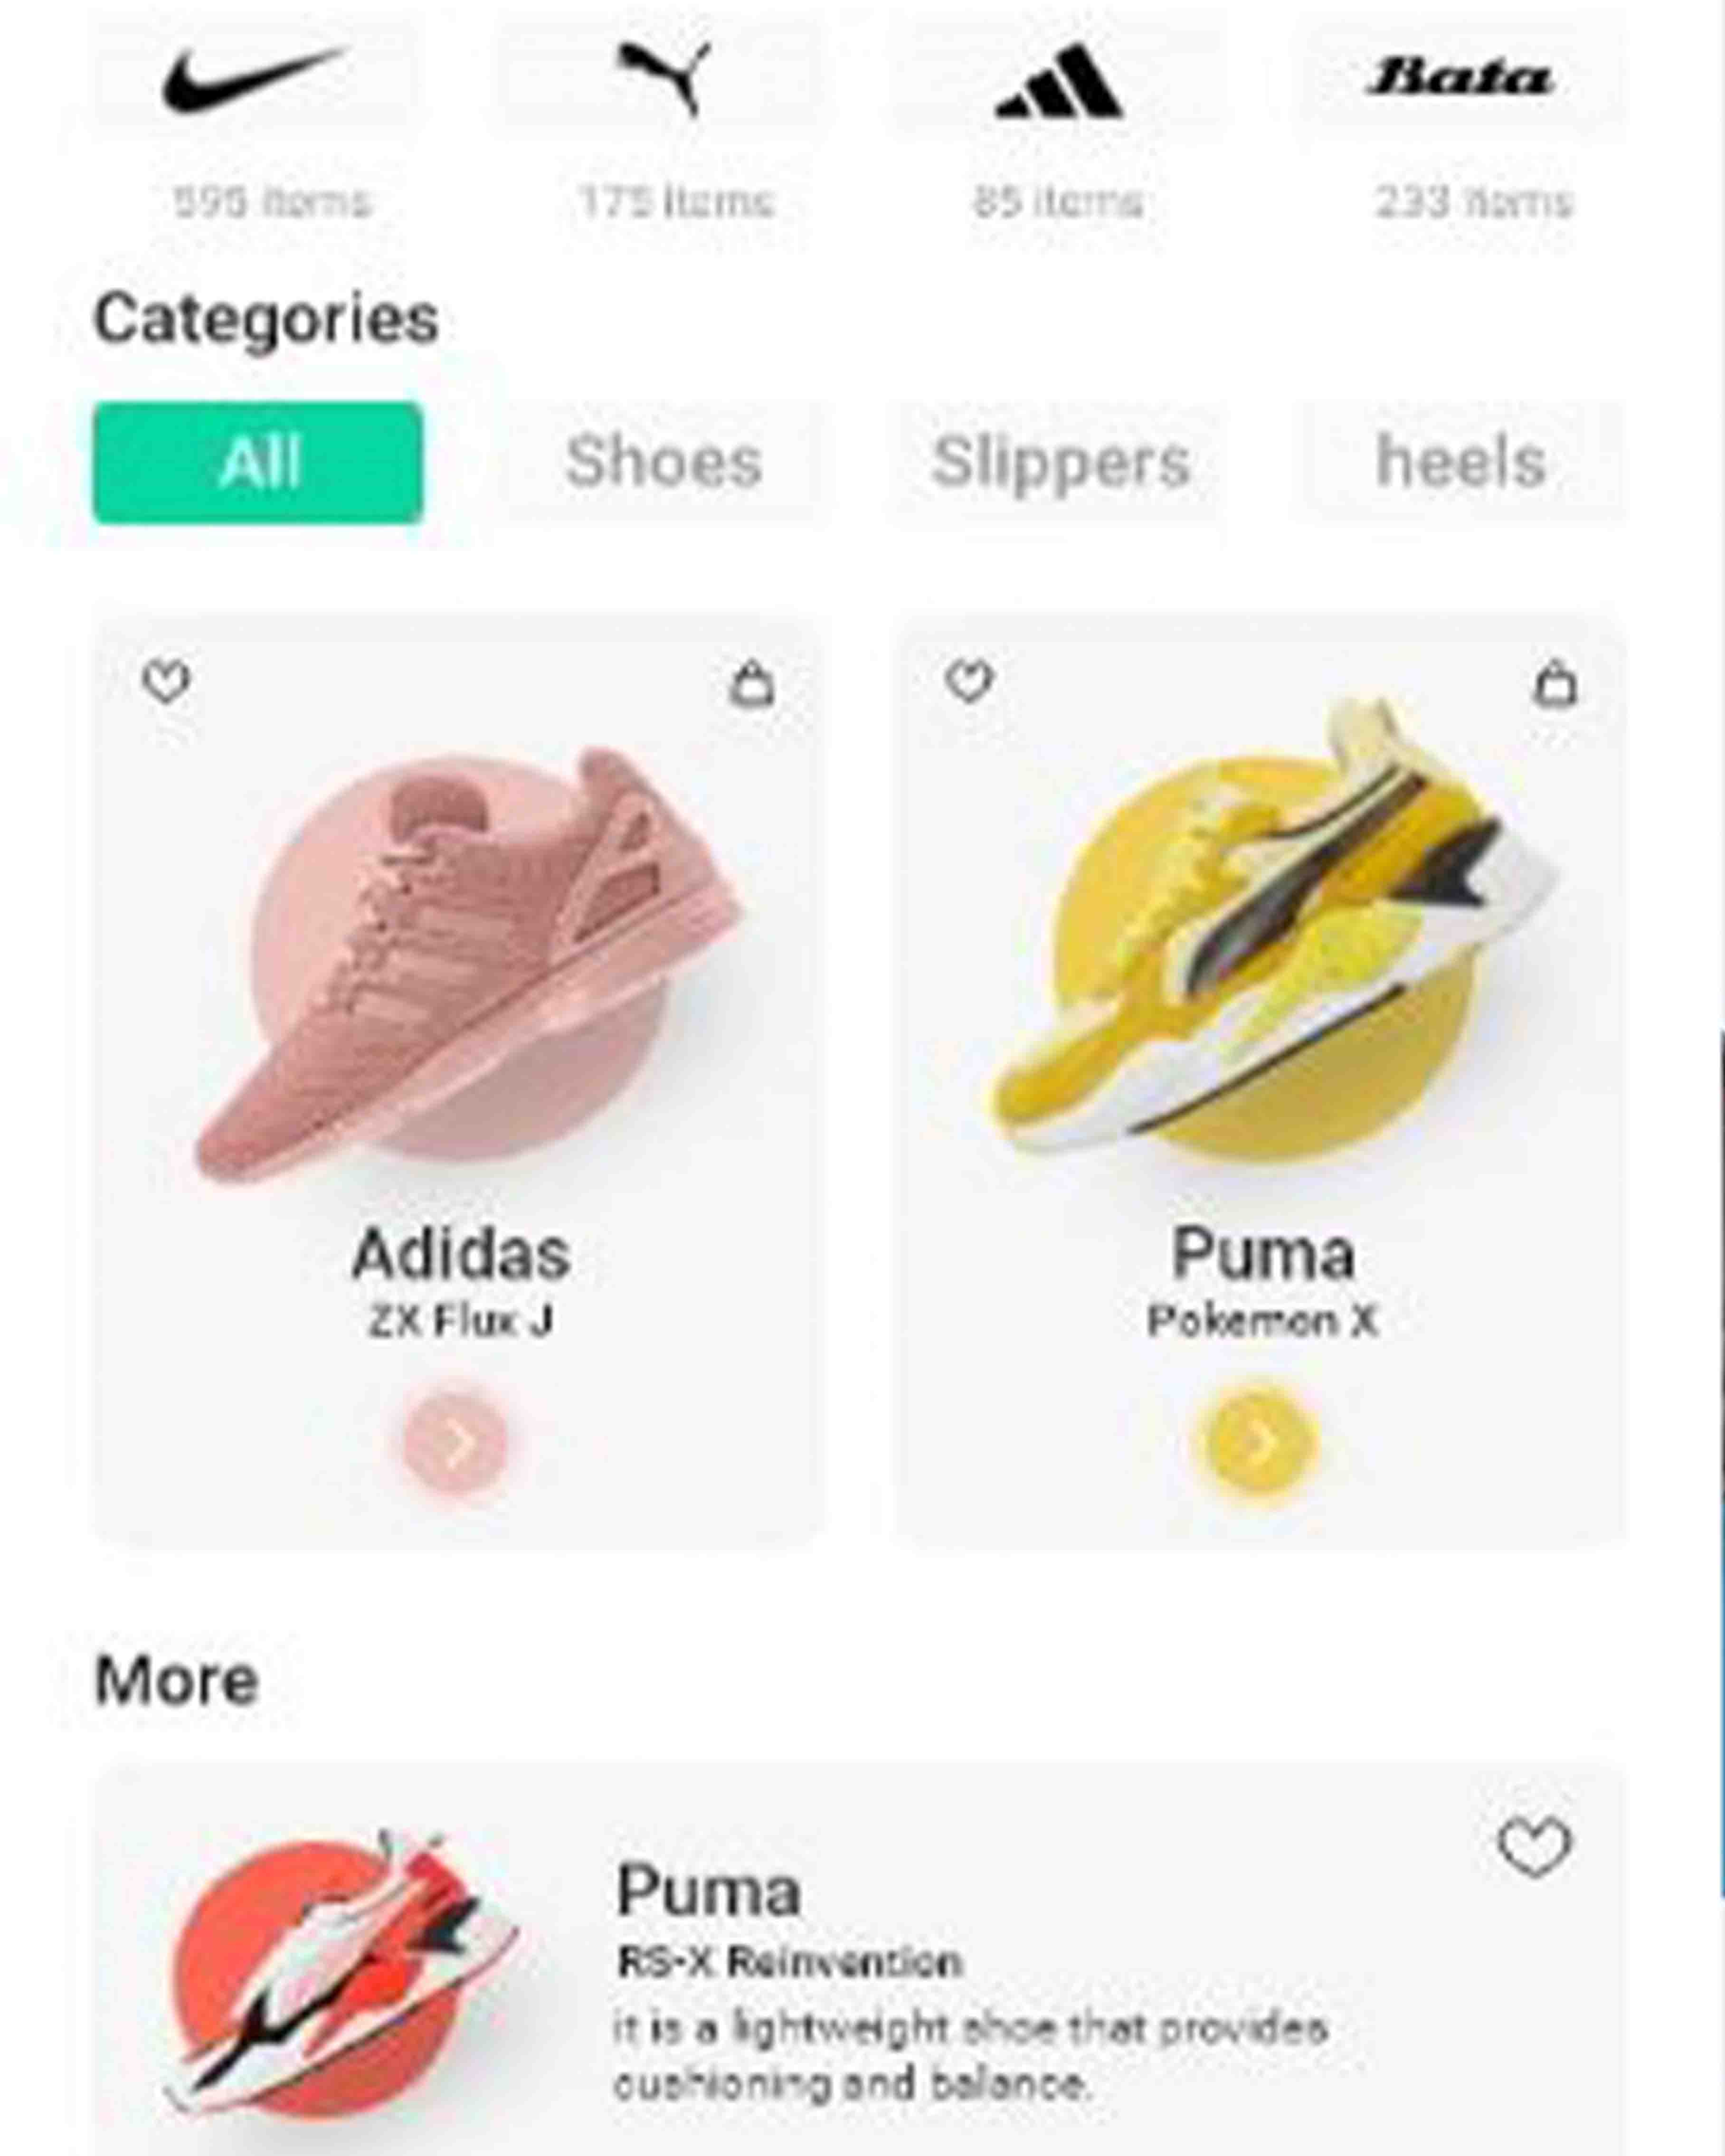 Bata
595 items
175 items
85 items
233 items
Categories
All
Shoes
Slippers
heels
Adidas
ZX Flux J
Puma
Pokemon X
More
Puma
RS-X Reinvention
it is a lightweight shoe that provides
cushioning and balance.